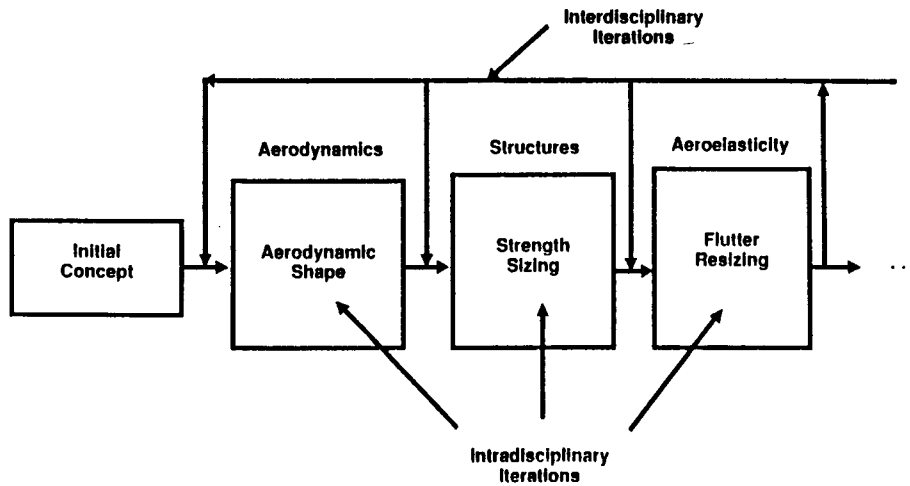 Interdisciplinary
Iterations
Aerodynamics
Structures
Aeroelasticity
Initial
Concept
Aerodynamic
Shape
Strength
Sizing
Flutter
Resizing
..
Intradisciplinary
Iterations